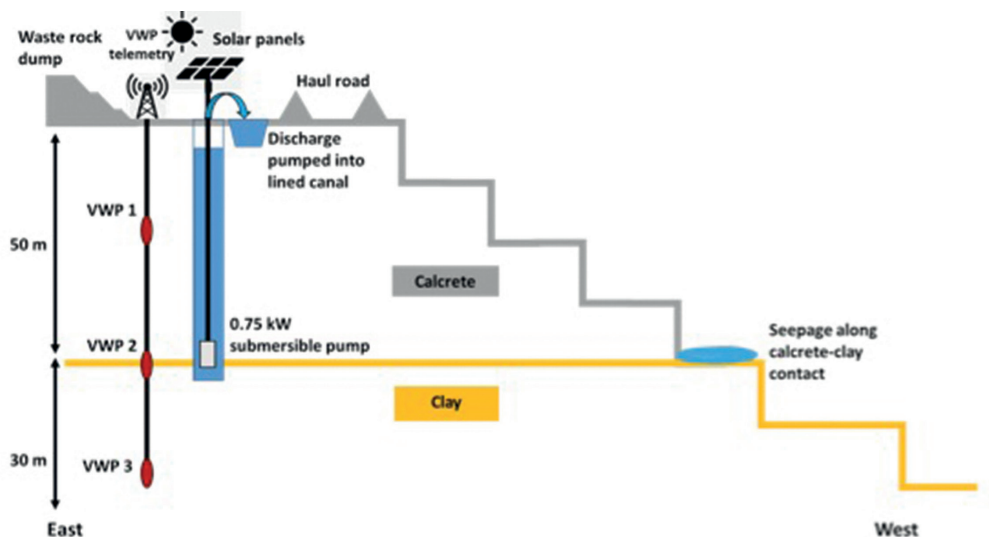 Waste rock
dump
VWP
telemetry
Solar panels
Haul road
Discharge
pumped into
lined canal
VWP 1
50 m
Calcrete
0.75 kW
submersible pump
VWP 2
Seepage along
calcrete-clay
contact
Clay
30 m
VWP 3
East
West